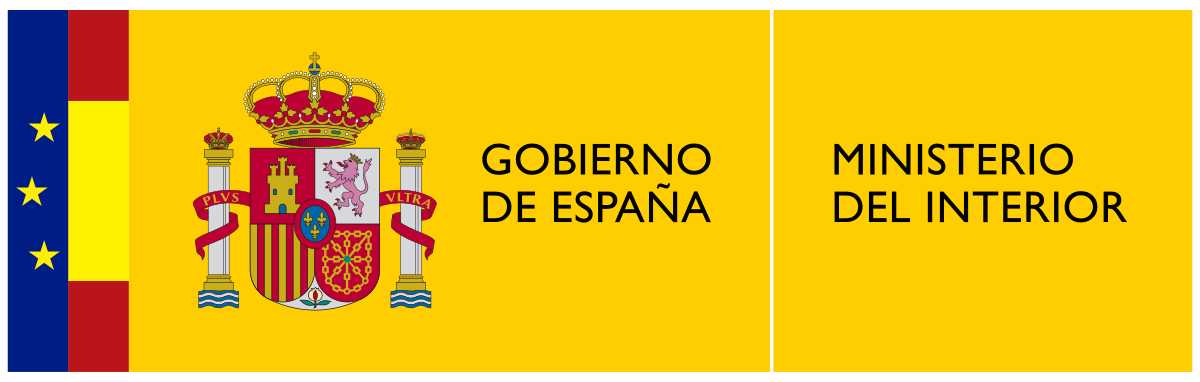 PLVS
VLTRA
GOBIERNO
DE ESPAÑA
MINISTERIO
DEL INTERIOR